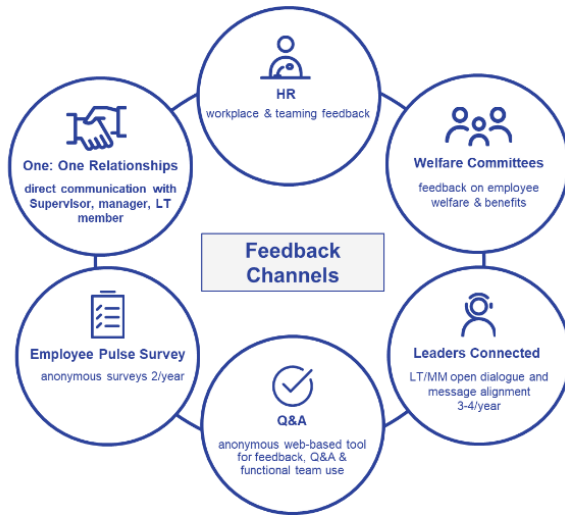 HR
workplace & teaming feedback
One: One Relationships
direct communication with
Supervisor, manager, LT
member
Welfare Committees
feedback on employee
welfare & benefits
Feedback
Channels
Employee Pulse Survey
anonymous surveys 2/year
Leaders Connected
LT/MM open dialogue and
message alignment
3-4/year
Q&A
anonymous web-based tool
for feedback, Q&A &
functional team use